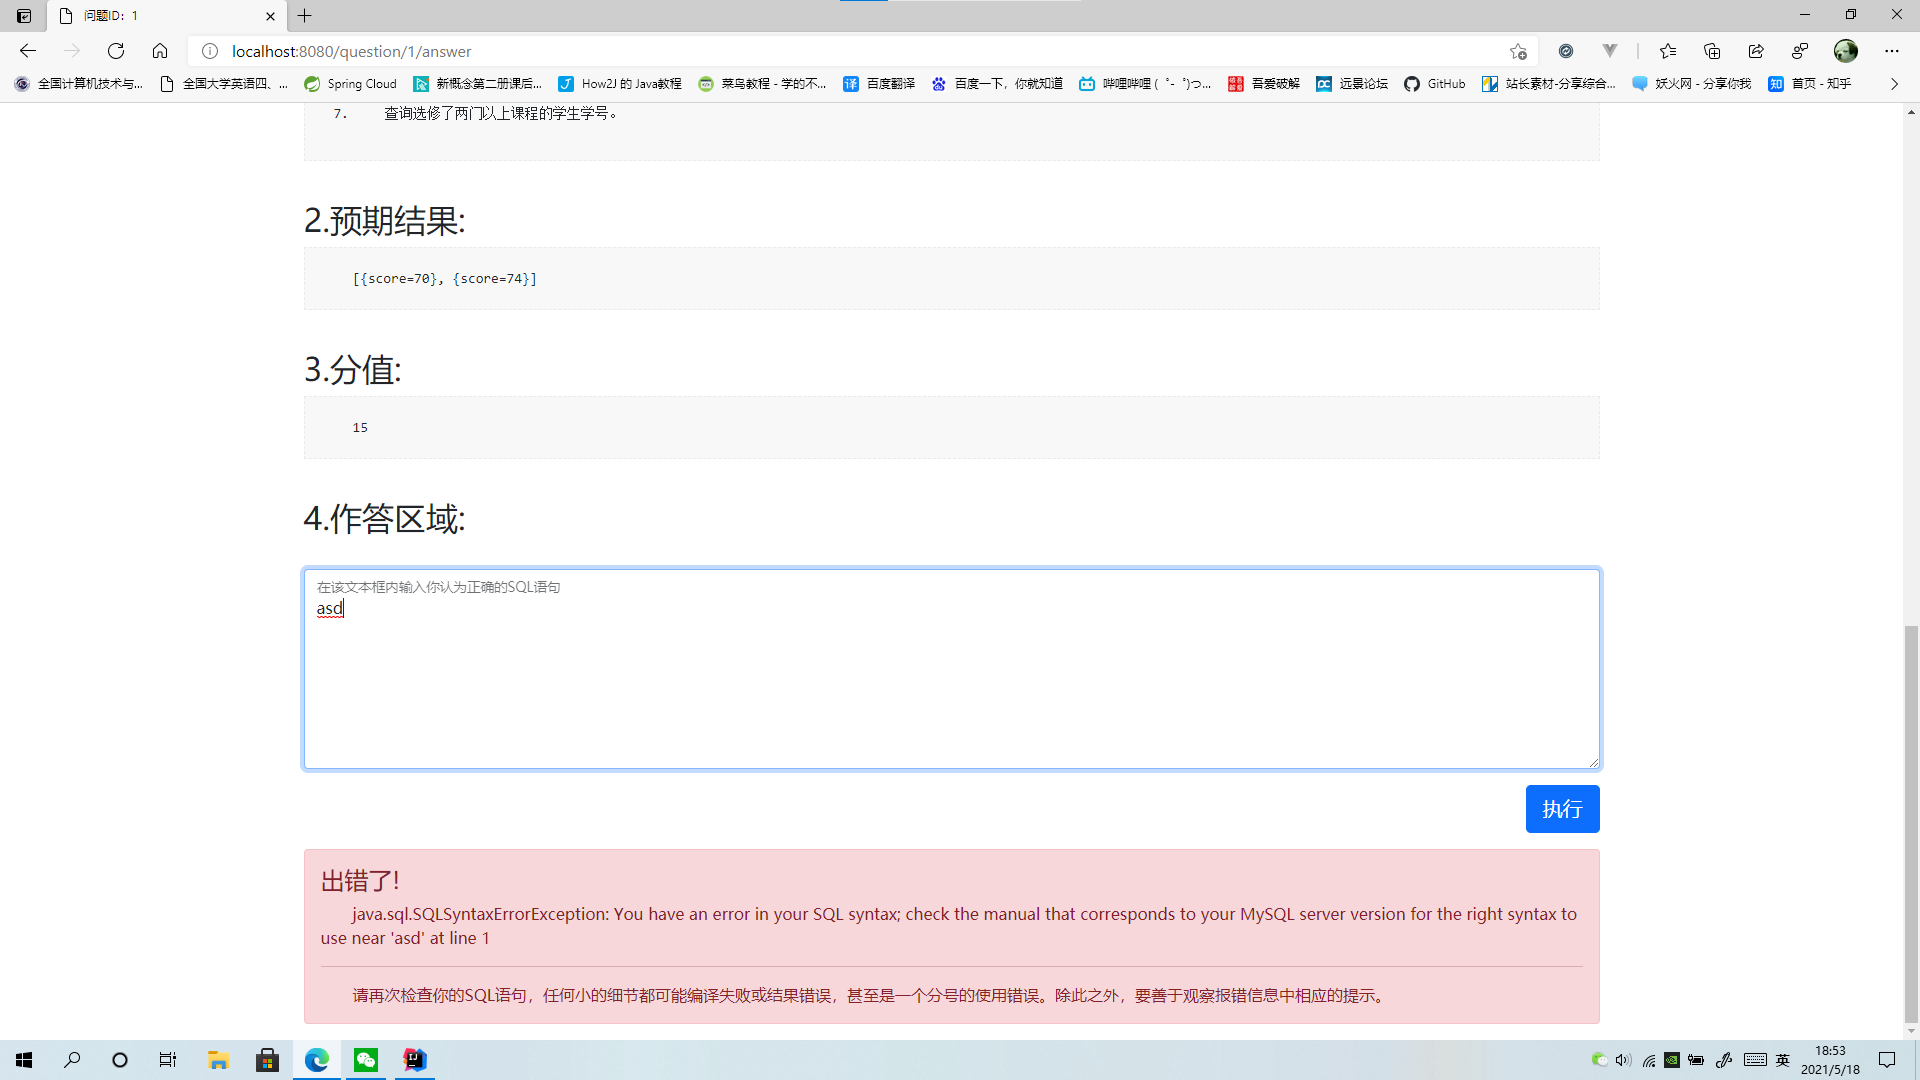 问题ID：1
localhost:8080/question/1/answer
全国计算机技术与...
全国大学英语四、...
Spring Cloud
新概念第二册课后...
How2J 的 Java教程
菜鸟教程 - 学的不...
百度翻译
百度一下，你就知道
哔哩哔哩 ( ゜- ゜)つ...
吾爱破解
远景论坛
GitHub
站长素材-分享综合...
妖火网 - 分享你我
首页 - 知乎
7. 查询选修了两门以上课程的学生学号。
2.预期结果:
[{score=70}, {score=74}]
3.分值:
15
4.作答区域:
在该文本框内输入你认为正确的SQL语句
asd
执行
出错了!
java.sql.SQLSyntaxErrorException: You have an error in your SQL syntax; check the manual that corresponds to your MySQL server version for the right syntax to
use near 'asd' at line 1
请再次检查你的SQL语句，任何小的细节都可能编译失败或结果错误，甚至是一个分号的使用错误。除此之外，要善于观察报错信息中相应的提示。
英
18:53
2021/5/18